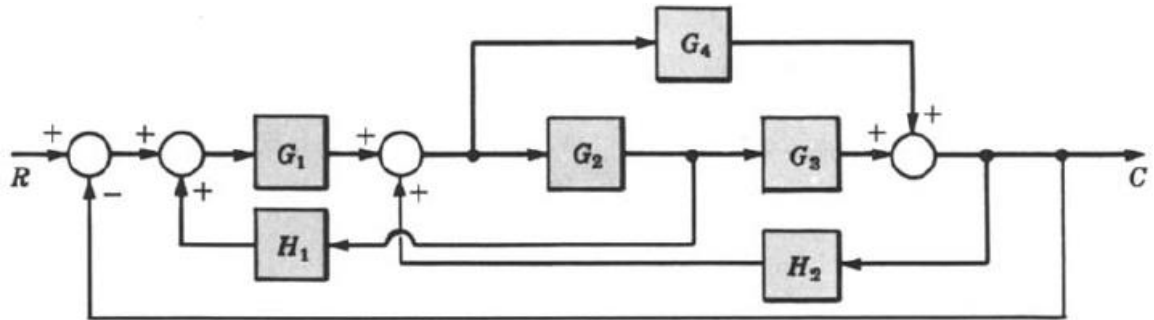 G₄
+
+ + + + +
G₁ G₂ G₃
R − + + C
H₁ H₂